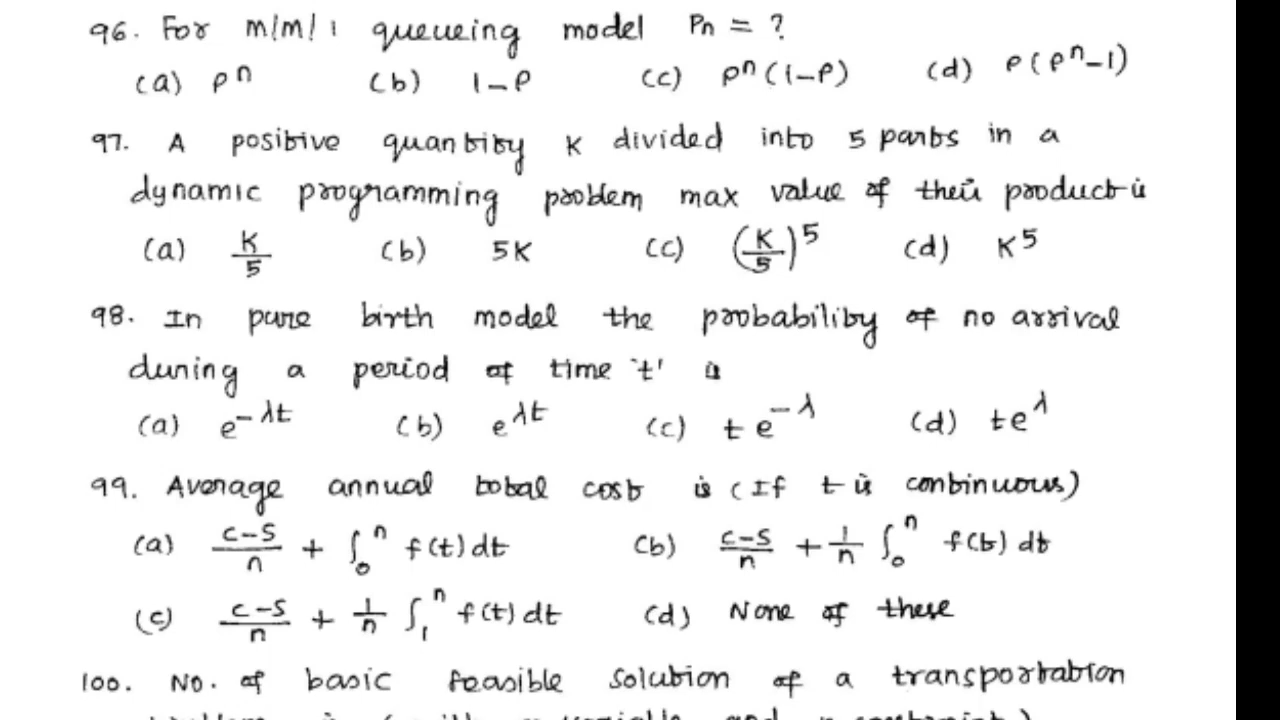 96. For M/M/1 queueing model Pn = ?
(a) ρⁿ (b) 1-ρ (c) ρⁿ(1-ρ) (d) ρ(ρⁿ-1)
97. A positive quantity K divided into 5 parts in a
dynamic programming problem max value of their product is
(a) K/5 (b) 5K (c) (K/5)⁵ (d) K⁵
98. In pure birth model the probability of no arrival
during a period of time 't' is
(a) e^-λt (b) e^λt (c) te^-λ (d) te^λ
99. Average annual total cost is (If t is continuous)
(a) c-s/n + ∫₀ⁿ f(t)dt (b) c-s/n + 1/n ∫₀ⁿ f(t) dt
(c) c-s/n + 1/n ∫₁ⁿ f(t)dt (d) None of these
100. No. of basic feasible solution of a transportation